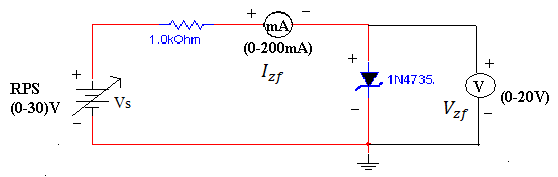 + mA −
1.0kOhm
(0-200mA)
I_zf
RPS
(0-30)V
+
Vs
−
+
1N4735.
−
+
V
(0-20V)
V_zf
−